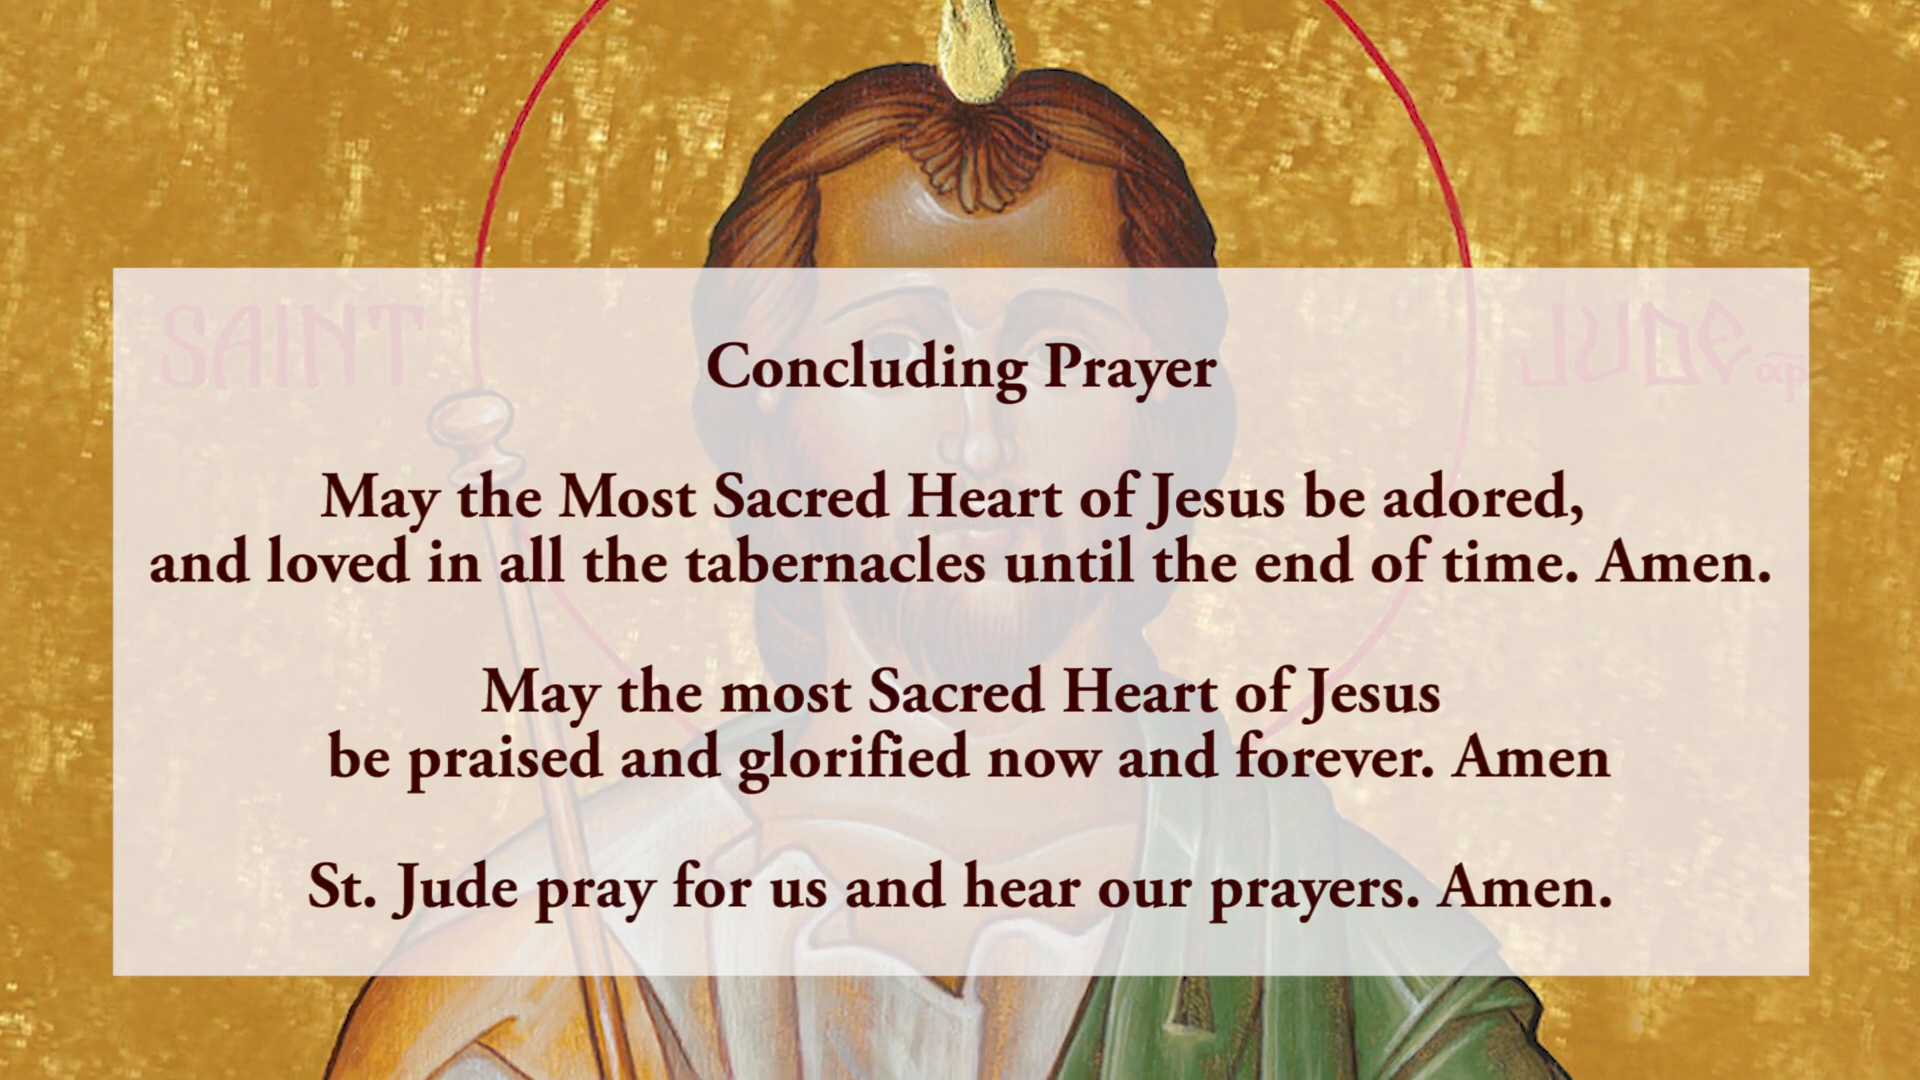 SAINT
JUDE
Concluding Prayer
May the Most Sacred Heart of Jesus be adored,
and loved in all the tabernacles until the end of time. Amen.
May the most Sacred Heart of Jesus
be praised and glorified now and forever. Amen
St. Jude pray for us and hear our prayers. Amen.